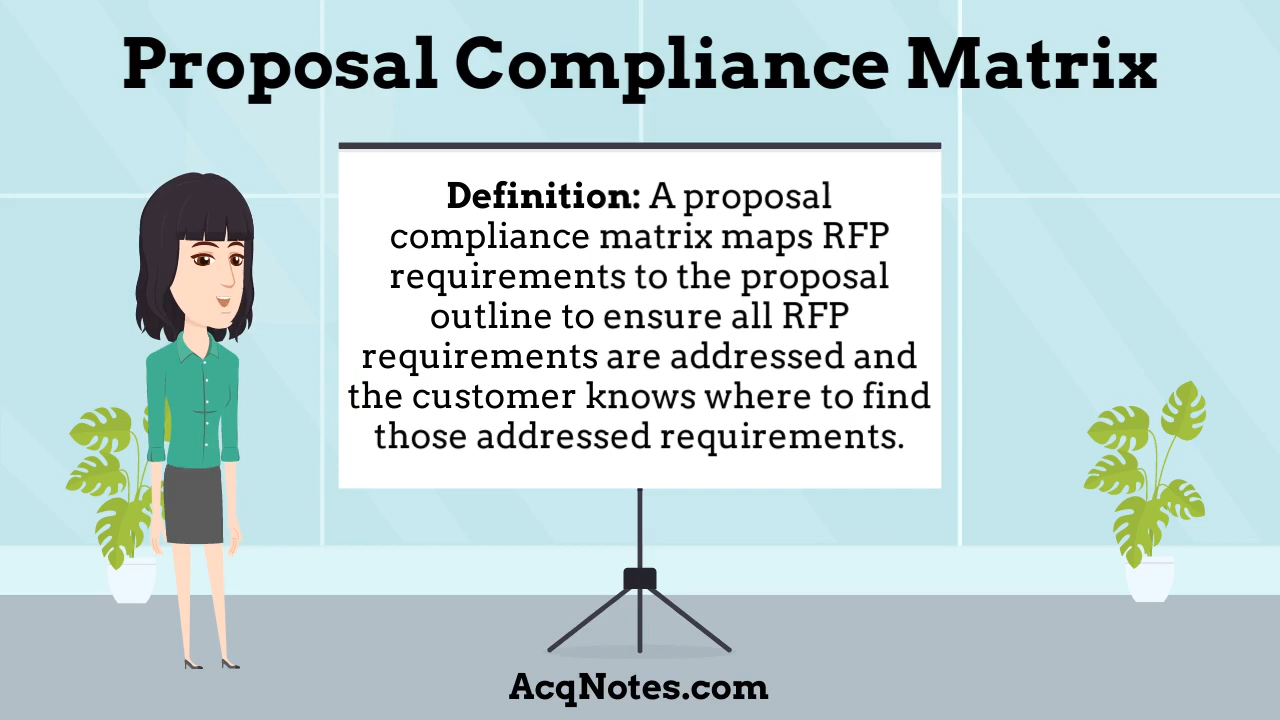 Proposal Compliance Matrix
Definition: A proposal
compliance matrix maps RFP
requirements to the proposal
outline to ensure all RFP
requirements are addressed and
the customer knows where to find
those addressed requirements.
AcqNotes.com